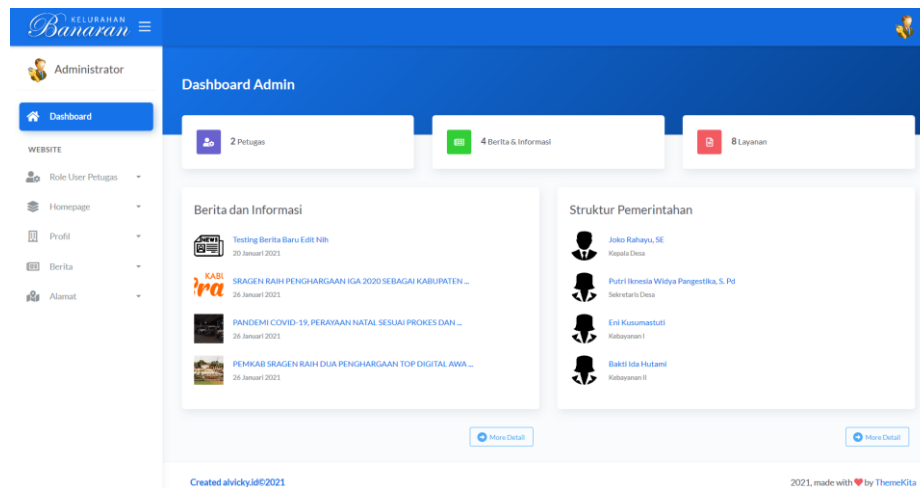 KELURAHAN
Banaran
Administrator
Dashboard Admin
Dashboard
2 Petugas
4 Berita & Informasi
8 Layanan
WEBSITE
Role User Petugas
Homepage
Profil
Berita
Alamat
Berita dan Informasi
NEWS
Testing Berita Baru Edit Nih
20 Januari 2021
KABU
SRAGEN RAIH PENGHARGAAN IGA 2020 SEBAGAI KABUPATEN ...
26 Januari 2021
PANDEMI COVID-19, PERAYAAN NATAL SESUAI PROKES DAN ...
26 Januari 2021
PEMKAB SRAGEN RAIH DUA PENGHARGAAN TOP DIGITAL AWA ...
26 Januari 2021
More Detail
Struktur Pemerintahan
Joko Rahayu, SE
Kepala Desa
Putri Iknesia Widya Pangestika, S. Pd
Sekretaris Desa
Eni Kusumastuti
Kebayanan I
Bakti Ida Hutami
Kebayanan II
More Detail
Created alvicky.id©2021
2021, made with ❤ by ThemeKita